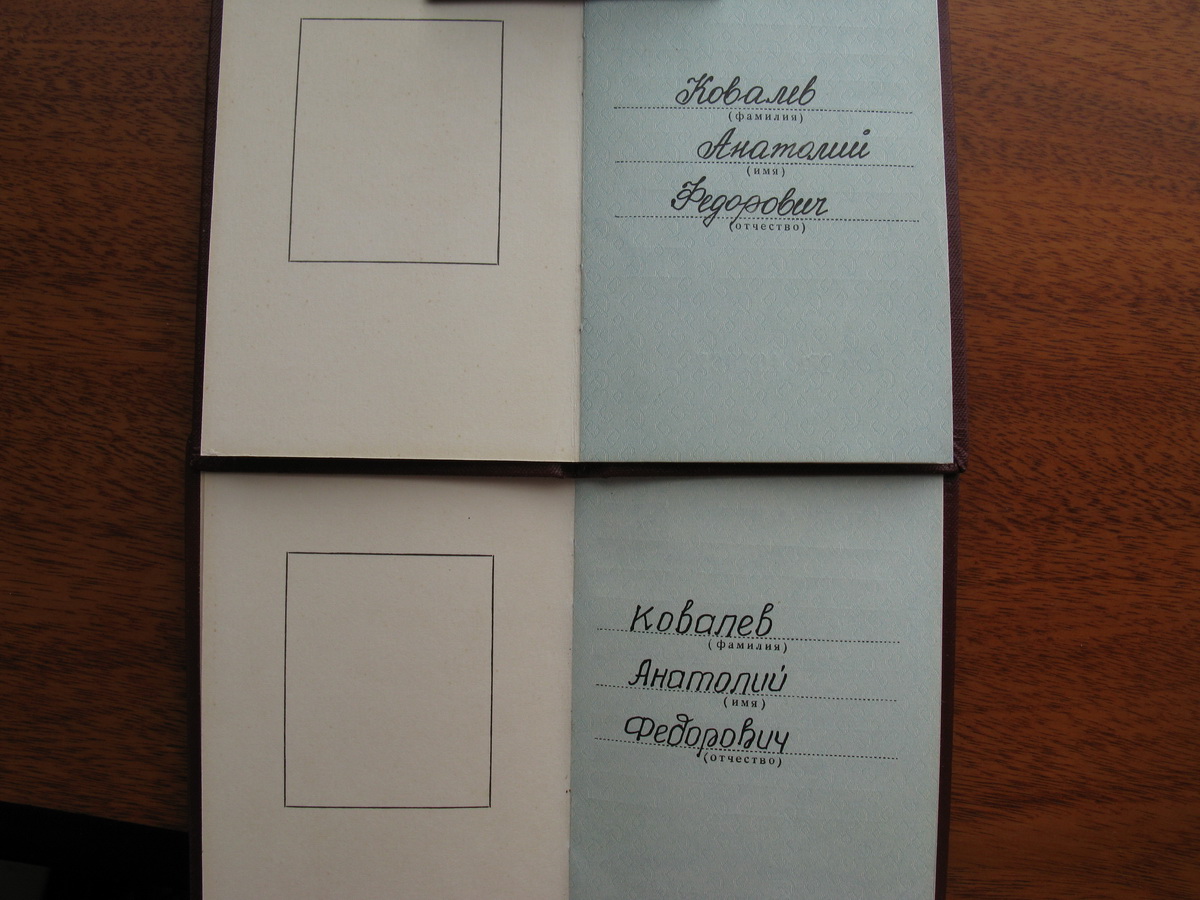 Ковалев
(фамилия)
Анатолий
(имя)
Федорович
(отчество)
Ковалев
(фамилия)
Анатолий
(имя)
Федорович
(отчество)